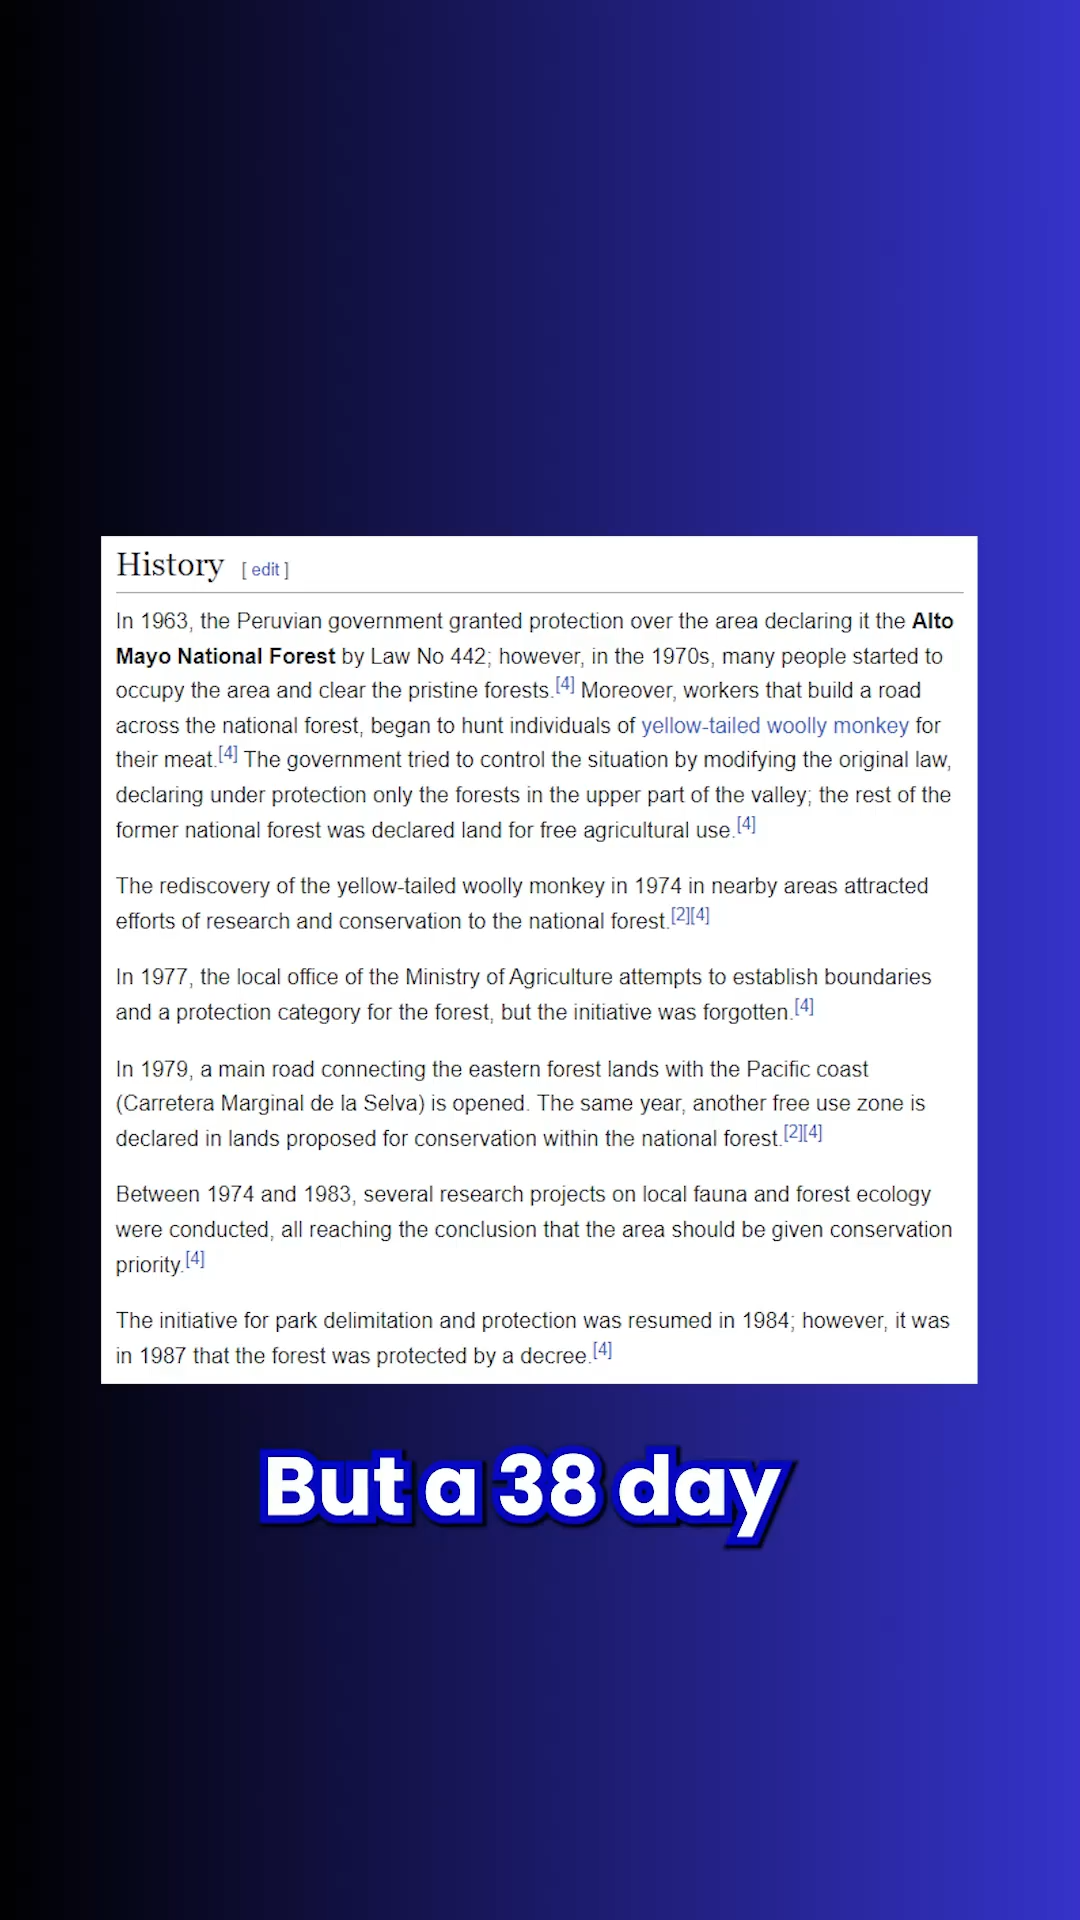 History [ edit ]
In 1963, the Peruvian government granted protection over the area declaring it the Alto
Mayo National Forest by Law No 442; however, in the 1970s, many people started to
occupy the area and clear the pristine forests.[4] Moreover, workers that build a road
across the national forest, began to hunt individuals of yellow-tailed woolly monkey for
their meat.[4] The government tried to control the situation by modifying the original law,
declaring under protection only the forests in the upper part of the valley; the rest of the
former national forest was declared land for free agricultural use.[4]
The rediscovery of the yellow-tailed woolly monkey in 1974 in nearby areas attracted
efforts of research and conservation to the national forest.[2][4]
In 1977, the local office of the Ministry of Agriculture attempts to establish boundaries
and a protection category for the forest, but the initiative was forgotten.[4]
In 1979, a main road connecting the eastern forest lands with the Pacific coast
(Carretera Marginal de la Selva) is opened. The same year, another free use zone is
declared in lands proposed for conservation within the national forest.[2][4]
Between 1974 and 1983, several research projects on local fauna and forest ecology
were conducted, all reaching the conclusion that the area should be given conservation
priority.[4]
The initiative for park delimitation and protection was resumed in 1984; however, it was
in 1987 that the forest was protected by a decree.[4]
But a 38 day